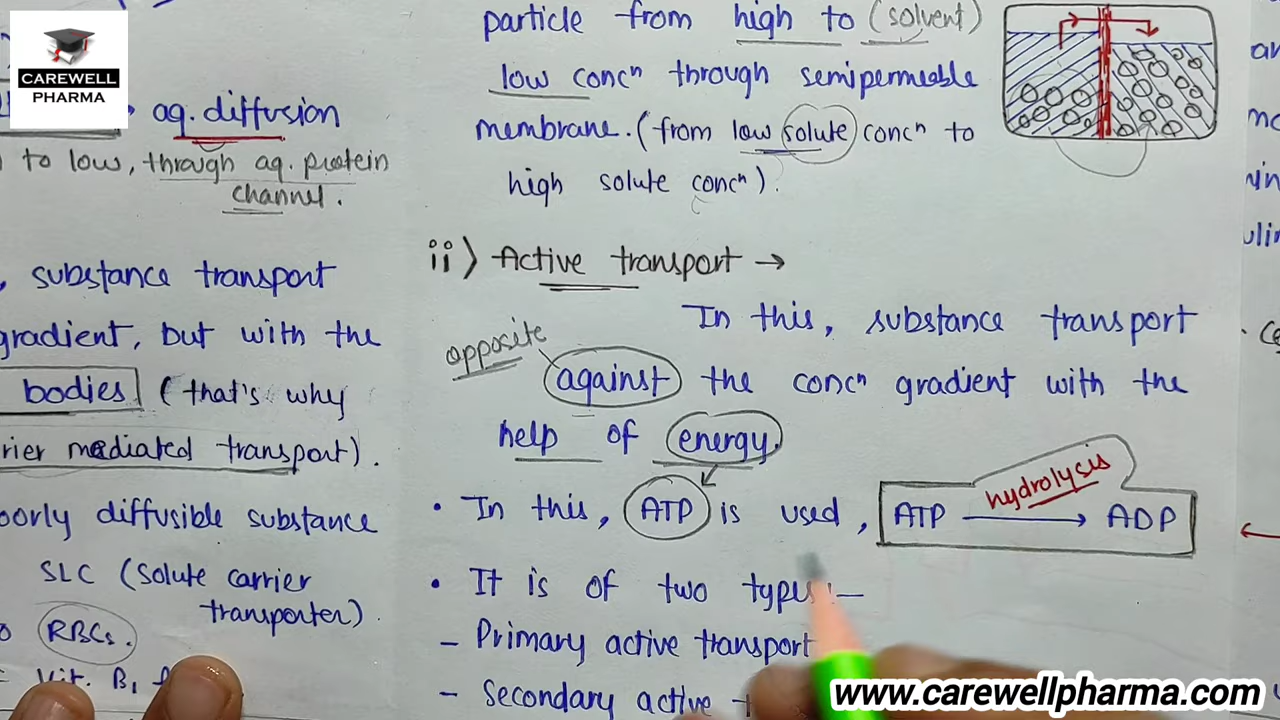 CAREWELL
PHARMA
aq. diffusion
to low, through aq. protein
channel.
, substance transport
gradient, but with the
bodies (that's why
rier mediated transport).
oorly diffusible substance
SLC (solute carrier
transporter).
RBCs.
Vit. B₁
particle from high to (solvent)
low concⁿ through semipermeable
membrane. (from low solute concⁿ to
high solute concⁿ).
ii) Active transport →
In this, substance transport
opposite
against the concⁿ gradient with the
help of energy.
• In this, ATP is used, ATP → ADP
hydrolysis
• It is of two types:—
– Primary active transport
– Secondary active
www.carewellpharma.com